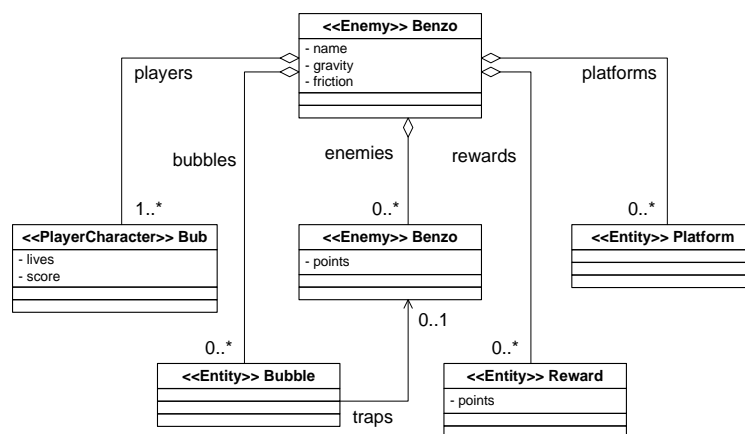 <<Enemy>> Benzo
- name
- gravity
- friction
players
platforms
bubbles
enemies
rewards
1..*
0..*
0..*
<<PlayerCharacter>> Bub
- lives
- score
<<Enemy>> Benzo
- points
<<Entity>> Platform
0..1
0..*
0..*
<<Entity>> Bubble
traps
<<Entity>> Reward
- points